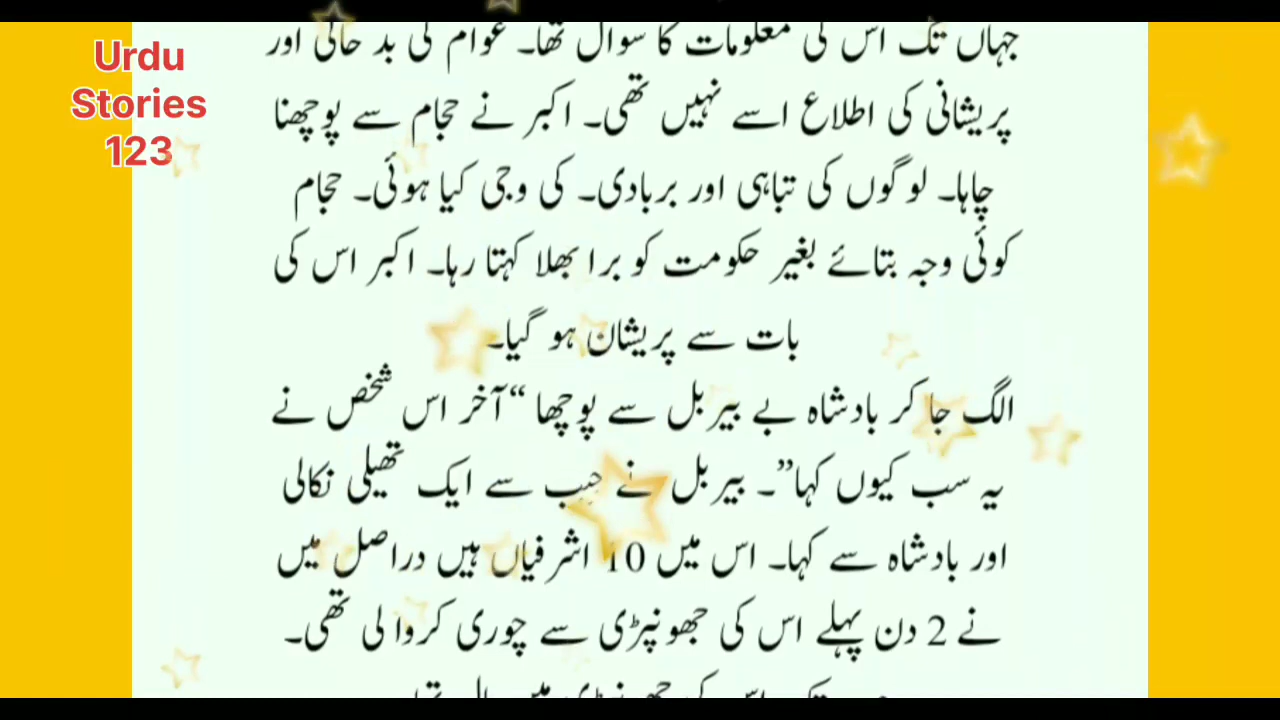 Urdu
Stories
123
جہاں تک اس کی معلومات کا سوال تھا۔ عوام کی بد حالی اور
پریشانی کی اطلاع اسے نہیں تھی۔ اکبر نے حجام سے پوچھنا
چاہا۔ لوگوں کی تباہی اور بربادی۔ کی وجی کیا ہوئی۔ حجام
کوئی وجہ بتائے بغیر حکومت کو برا بھلا کہتا رہا۔ اکبر اس کی
بات سے پریشان ہو گیا۔
الگ جا کر بادشاہ بے بیربل سے پوچھا “آخر اس شخص نے
یہ سب کیوں کہا”۔ بیربل نے جیب سے ایک تھیلی نکالی
اور بادشاہ سے کہا۔ اس میں 10 اشرفیاں ہیں دراصل میں
نے 2 دن پہلے اس کی جھونپڑی سے چوری کروا لی تھی۔